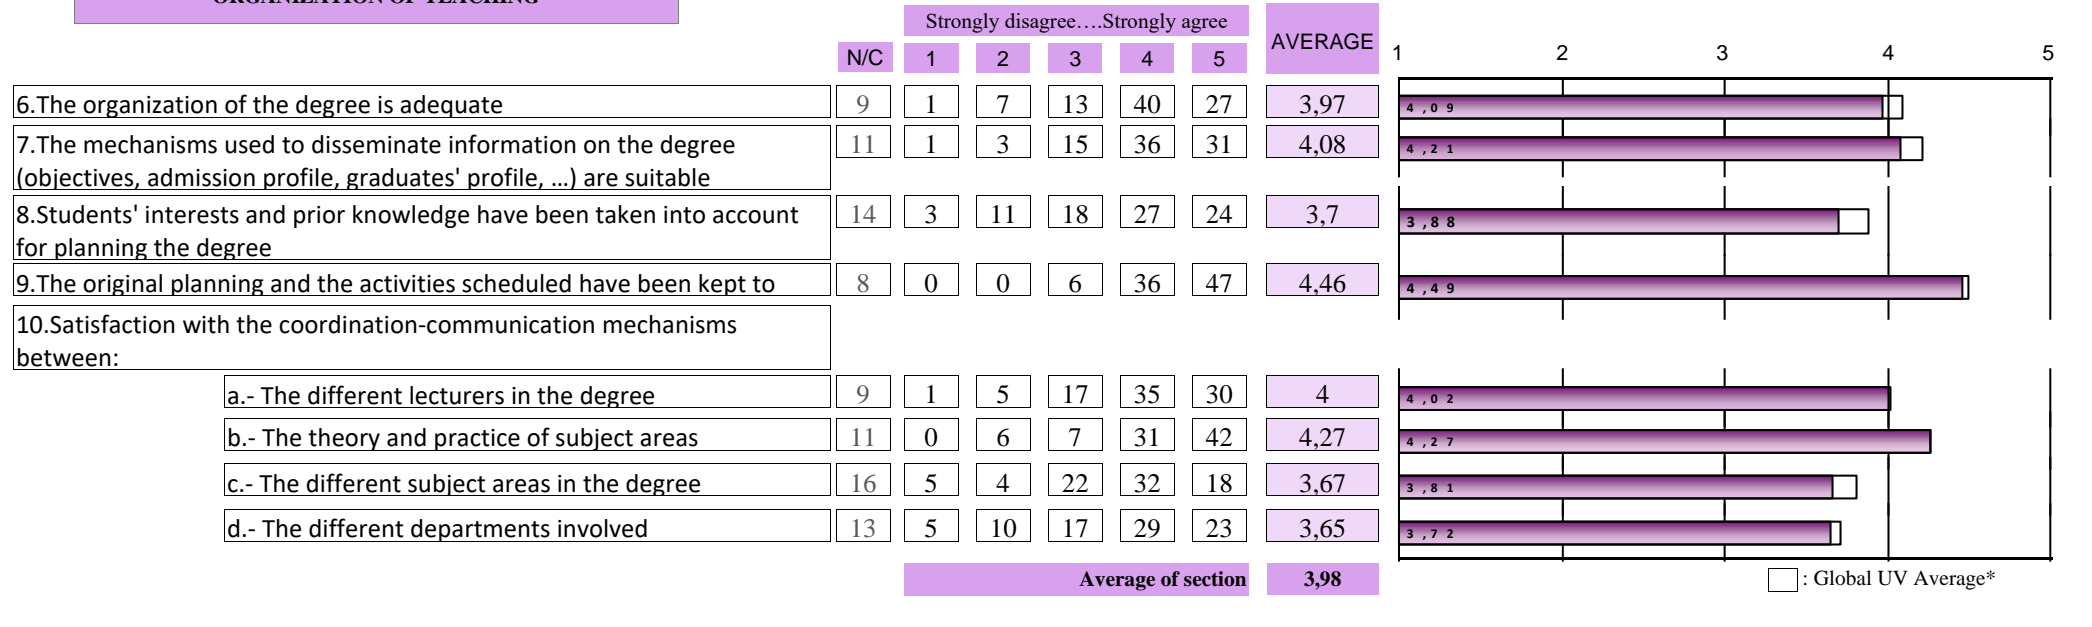 ORGANIZATION OF TEACHING
Strongly disagree….Strongly agree
AVERAGE
N/C 1 2 3 4 5
1 2 3 4 5
6.The organization of the degree is adequate 9 1 7 13 40 27 3,97 4,09
7.The mechanisms used to disseminate information on the degree 11 1 3 15 36 31 4,08 4,21
(objectives, admission profile, graduates' profile, ...) are suitable
8.Students' interests and prior knowledge have been taken into account 14 3 11 18 27 24 3,7 3,88
for planning the degree
9.The original planning and the activities scheduled have been kept to 8 0 0 6 36 47 4,46 4,49
10.Satisfaction with the coordination-communication mechanisms
between:
a.- The different lecturers in the degree 9 1 5 17 35 30 4 4,02
b.- The theory and practice of subject areas 11 0 6 7 31 42 4,27 4,27
c.- The different subject areas in the degree 16 5 4 22 32 18 3,67 3,81
d.- The different departments involved 13 5 10 17 29 23 3,65 3,72
Average of section 3,98
: Global UV Average*